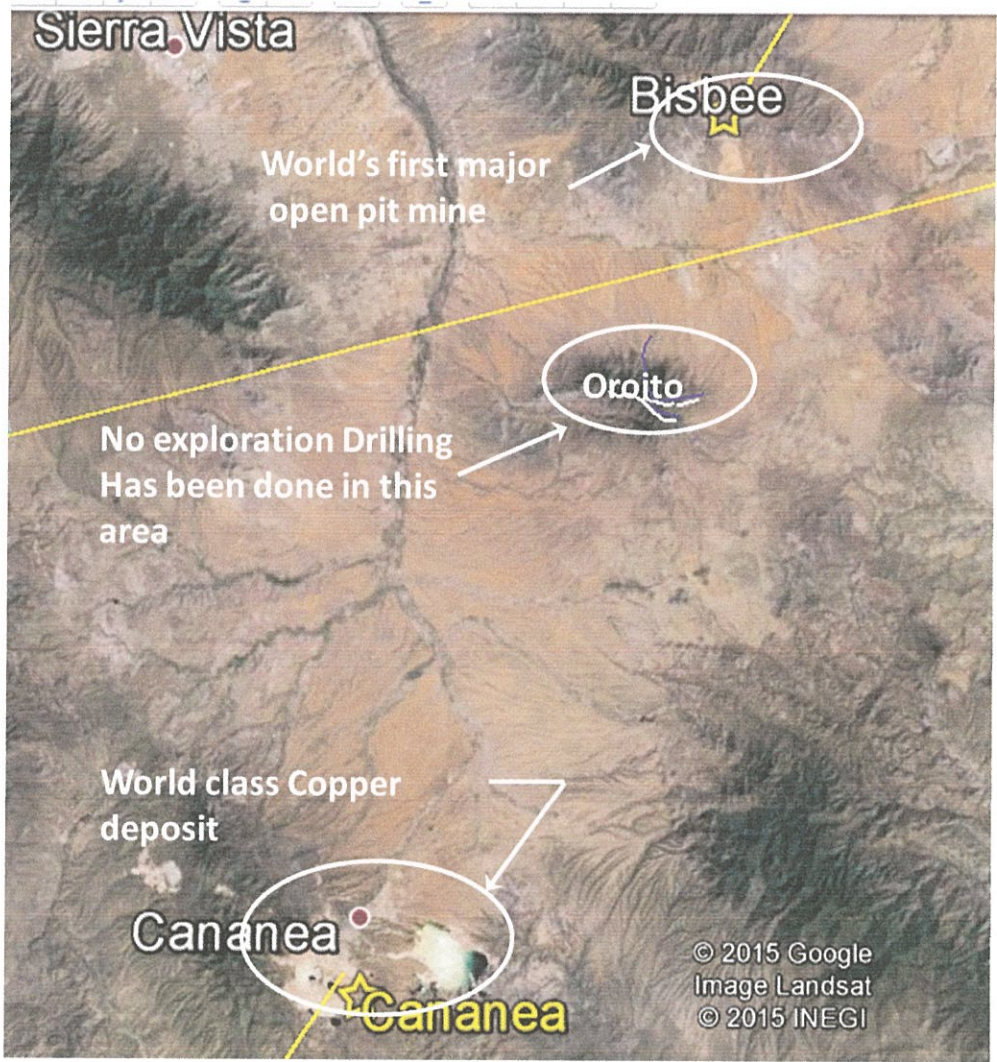 Sierra Vista
Bisbee
World's first major
open pit mine
Oroito
No exploration Drilling
Has been done in this
area
World class Copper
deposit
Cananea
Cananea
© 2015 Google
Image Landsat
© 2015 INEGI